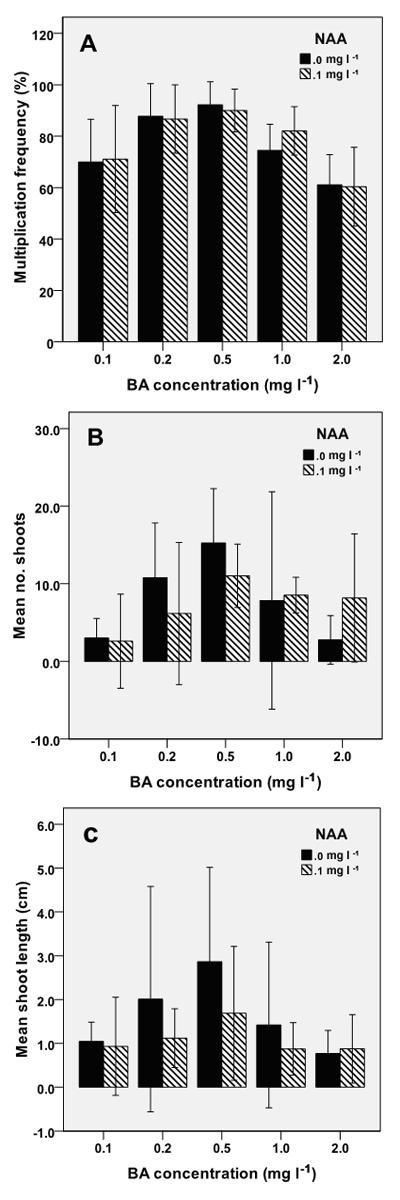 A
NAA
.0 mg l-1
.1 mg l-1
120
100
80
60
40
20
0
Multiplication frequency (%)
0.1 0.2 0.5 1.0 2.0
BA concentration (mg l-1)
B
NAA
.0 mg l-1
.1 mg l-1
30.0
20.0
10.0
0.0
-10.0
Mean no. shoots
0.1 0.2 0.5 1.0 2.0
BA concentration (mg l-1)
C
NAA
.0 mg l-1
.1 mg l-1
6.0
5.0
4.0
3.0
2.0
1.0
0.0
-1.0
Mean shoot length (cm)
0.1 0.2 0.5 1.0 2.0
BA concentration (mg l-1)